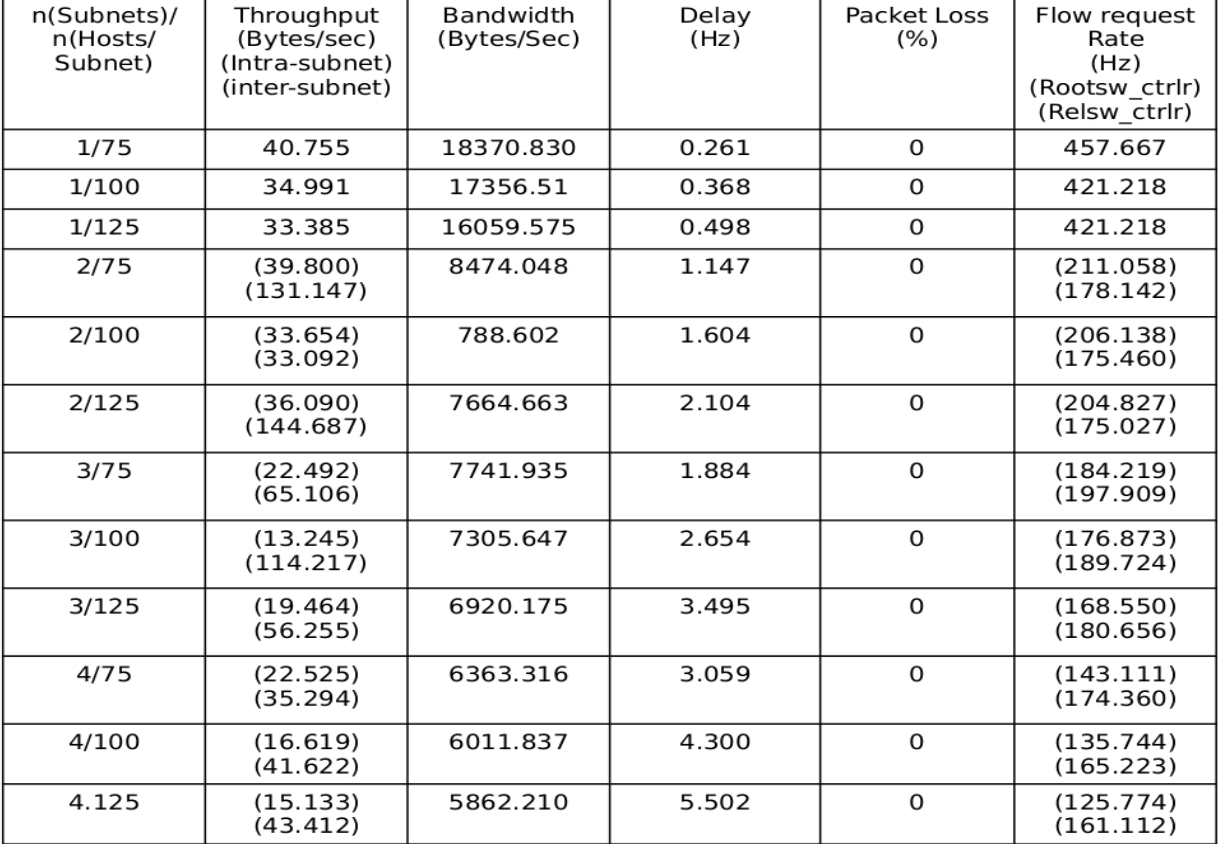 n(Subnets)/ n(Hosts/ Subnet)	Throughput (Bytes/sec) (Intra-subnet) (inter-subnet)	Bandwidth (Bytes/Sec)	Delay (Hz)	Packet Loss (%)	Flow request Rate (Hz) (Rootsw_ctrlr) (Relsw_ctrlr)
1/75	40.755	18370.830	0.261	0	457.667
1/100	34.991	17356.51	0.368	0	421.218
1/125	33.385	16059.575	0.498	0	421.218
2/75	(39.800)	8474.048	1.147	0	(211.058)
(131.147)	(178.142)
2/100	(33.654)	788.602	1.604	0	(206.138)
(33.092)	(175.460)
2/125	(36.090)	7664.663	2.104	0	(204.827)
(144.687)	(175.027)
3/75	(22.492)	7741.935	1.884	0	(184.219)
(65.106)	(197.909)
3/100	(13.245)	7305.647	2.654	0	(176.873)
(114.217)	(189.724)
3/125	(19.464)	6920.175	3.495	0	(168.550)
(56.255)	(180.656)
4/75	(22.525)	6363.316	3.059	0	(143.111)
(35.294)	(174.360)
4/100	(16.619)	6011.837	4.300	0	(135.744)
(41.622)	(165.223)
4.125	(15.133)	5862.210	5.502	0	(125.774)
(43.412)	(161.112)